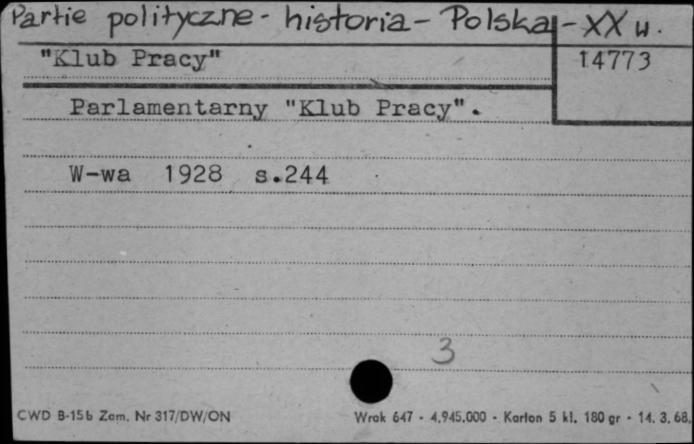 Partie polityczne - historia - Polska - XX w.
"Klub Pracy" 14773
Parlamentarny "Klub Pracy".
W-wa 1928 s.244
3
CWD B-15b Zam. Nr 317/DW/ON Wrak 647 - 4.945.000 - Karton 5 kl. 180 gr - 14. 3. 68.